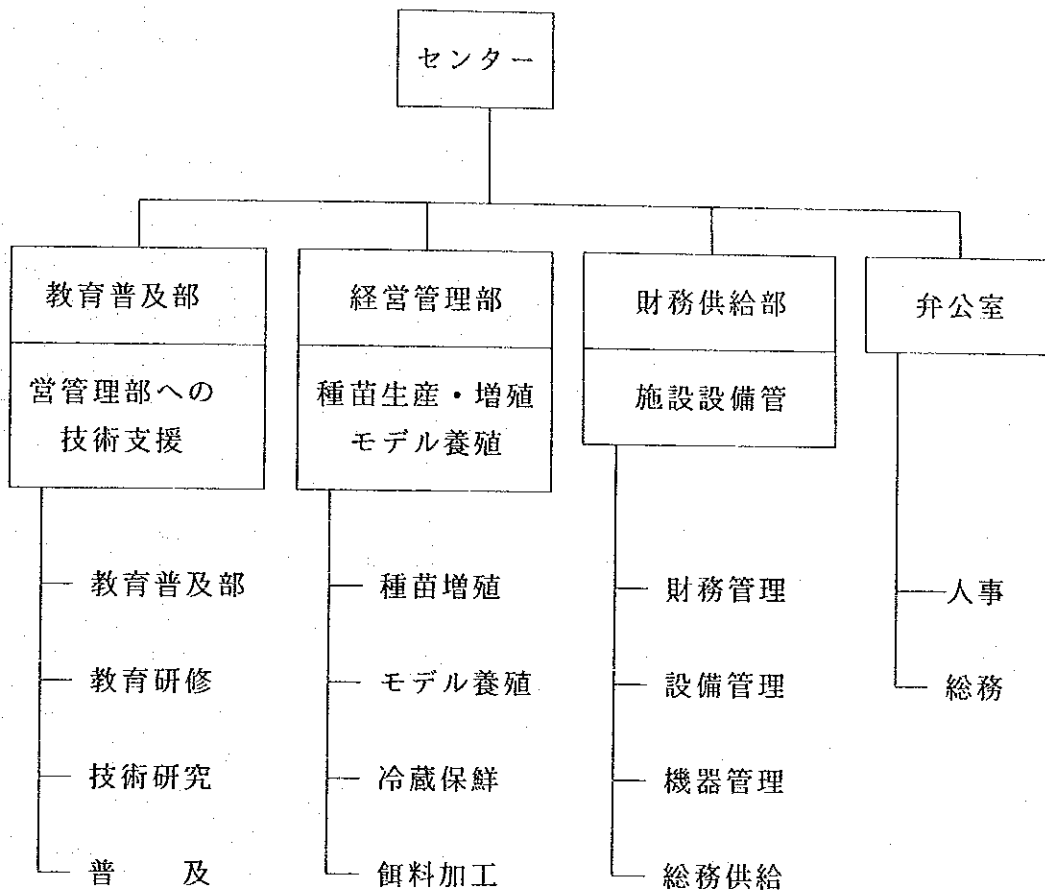 センター
教育普及部
経営管理部
財務供給部
弁公室
営管理部への
技術支援
種苗生産・増殖
モデル養殖
施設設備管
教育普及部
種苗増殖
財務管理
人事
教育研修
モデル養殖
設備管理
総務
技術研究
冷蔵保鮮
機器管理
普　及
餌料加工
総務供給